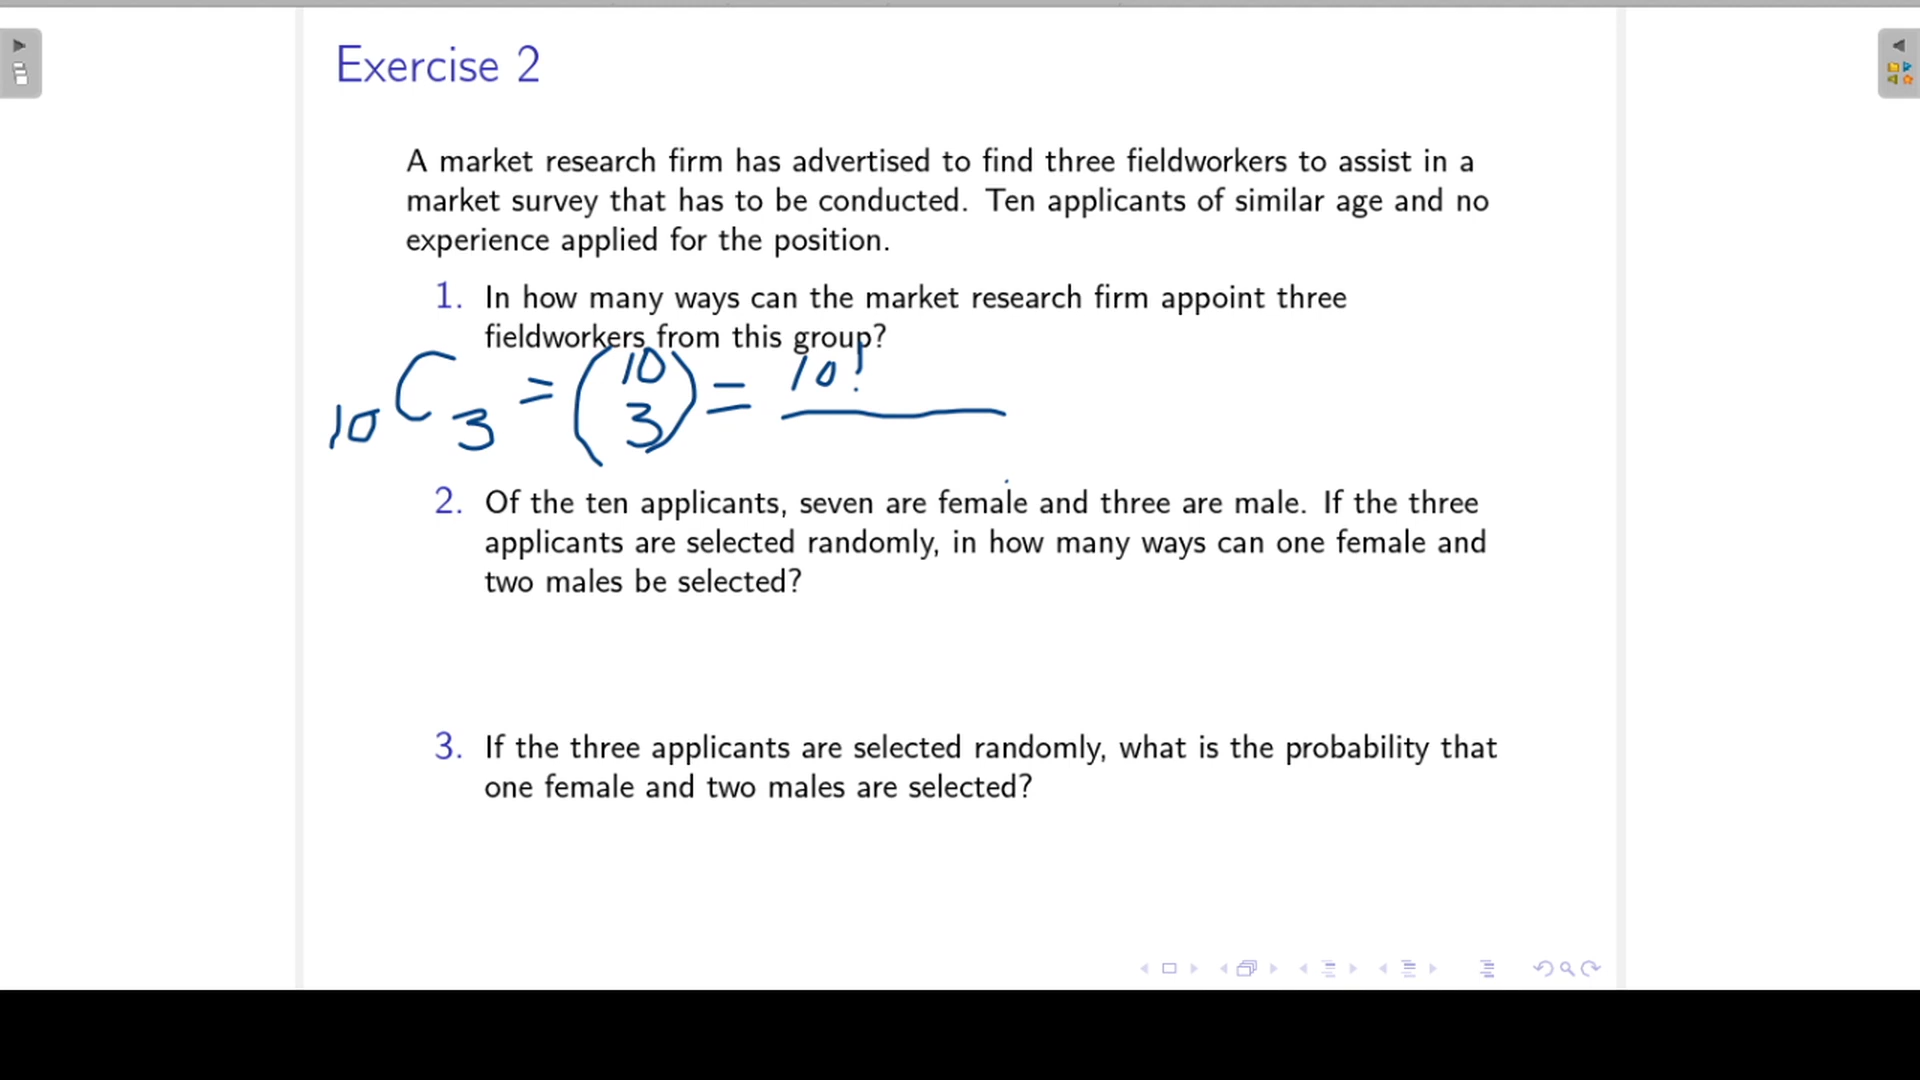 Exercise 2
A market research firm has advertised to find three fieldworkers to assist in a
market survey that has to be conducted. Ten applicants of similar age and no
experience applied for the position.
1. In how many ways can the market research firm appoint three
fieldworkers from this group?
10 C 3 = (10 3) = 10!
2. Of the ten applicants, seven are female and three are male. If the three
applicants are selected randomly, in how many ways can one female and
two males be selected?
3. If the three applicants are selected randomly, what is the probability that
one female and two males are selected?